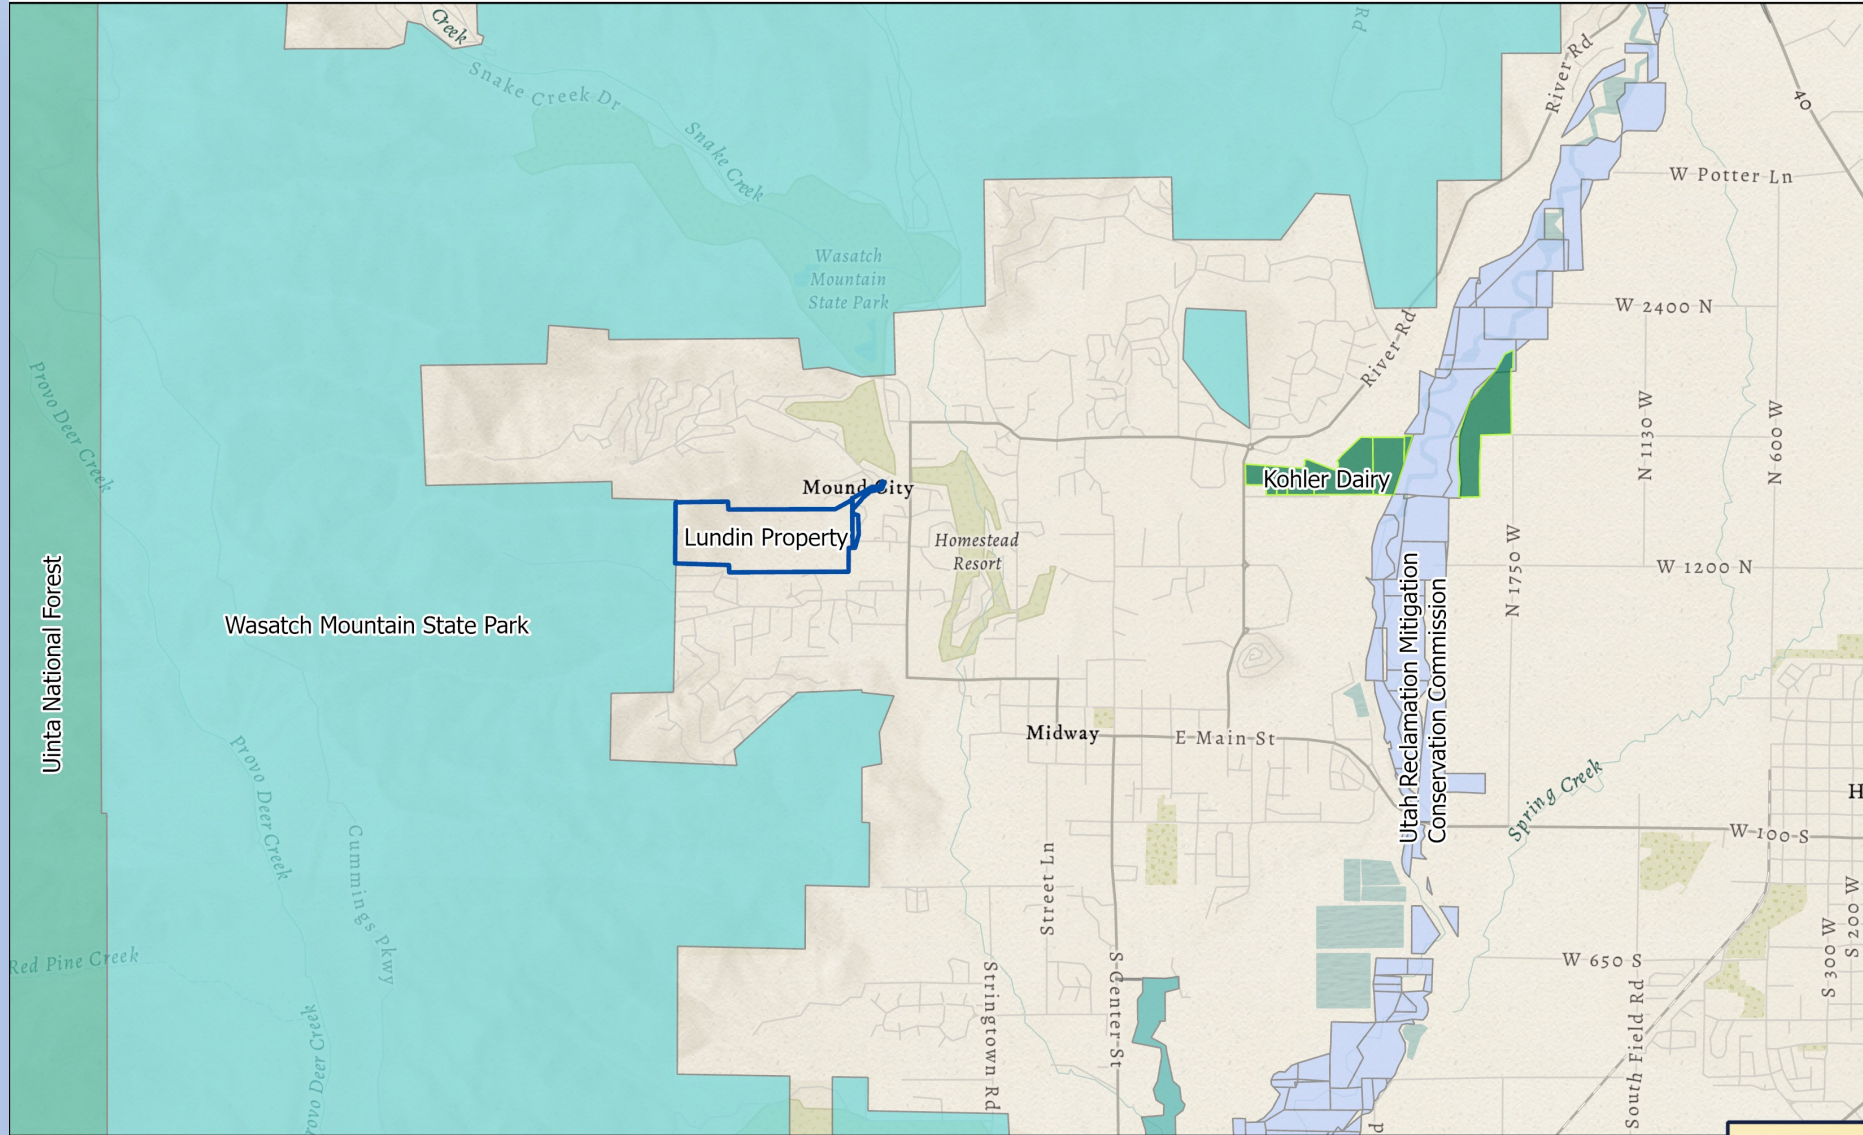 Creek
Snake Creek Dr
Snake Creek
Rd
River Rd
40
W Potter Ln
Wasatch
Mountain
State Park
W 2400 N
River Rd
Provo Deer Creek
N 1130 W
N 600 W
Mound City
Kohler Dairy
Lundin Property
Homestead
Resort
N 1750 W
W 1200 N
Uinta National Forest
Wasatch Mountain State Park
Utah Reclamation Mitigation
Conservation Commission
Midway
E Main St
Provo Deer Creek
Spring Creek
H
W 100 S
Cummings Pkwy
Street Ln
S 200 W
S 300 W
Red Pine Creek
W 650 S
Stringtown Rd
S Center St
South Field Rd
rovo Deer Creek